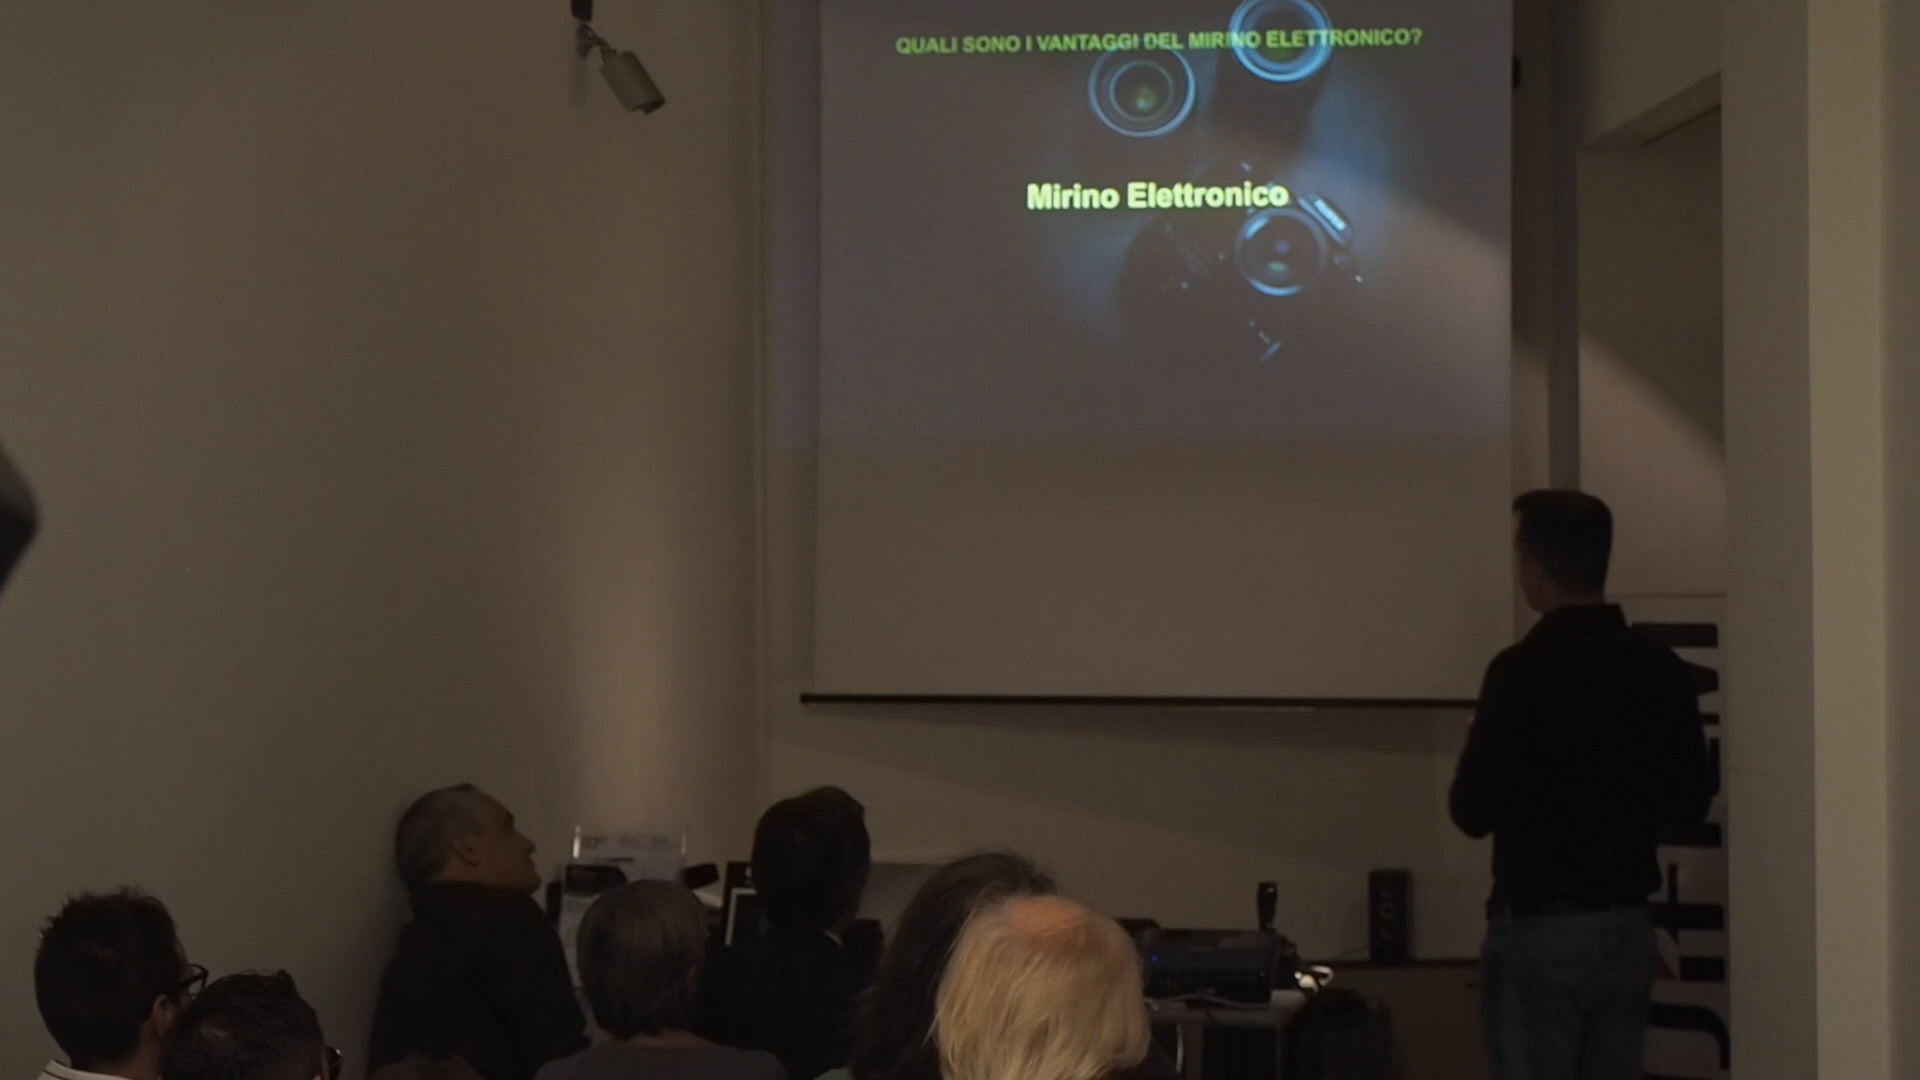 QUALI SONO I VANTAGGI DEL MIRINO ELETTRONICO?
Mirino Elettronico